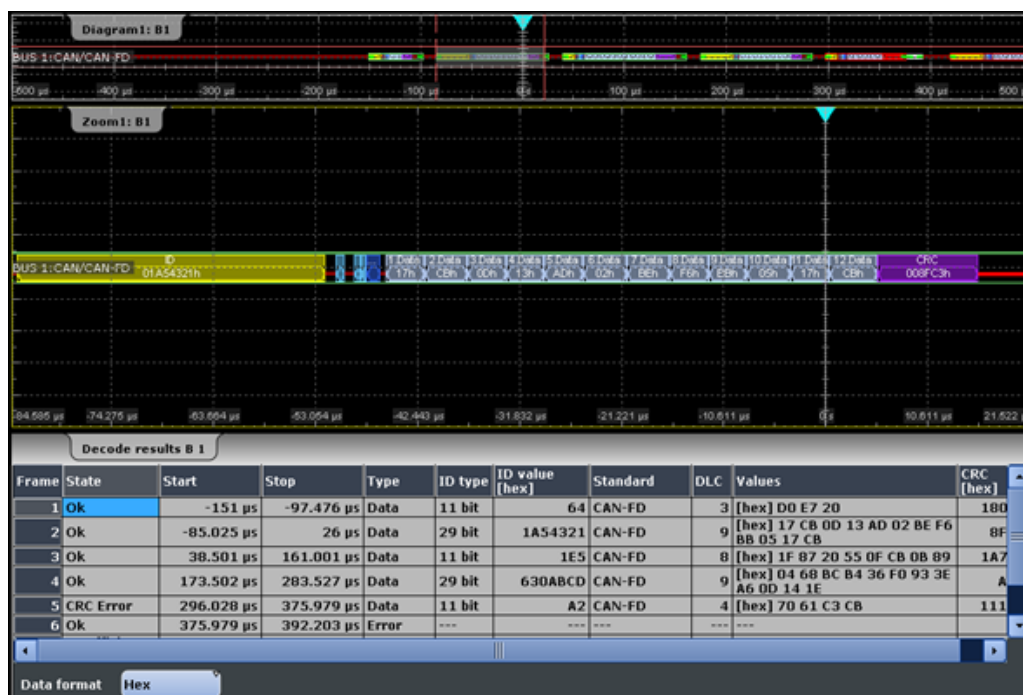 Diagram1: B1
BUS 1:CAN/CAN-FD
-400 µs -300 µs -200 µs -100 µs 0 s 100 µs 200 µs 300 µs 400 µs
Zoom1: B1
ID 1.Data 2.Data 3.Data 4.Data 5.Data 6.Data 7.Data 8.Data 9.Data 10.Data 11.Data 12.Data CRC
BUS 1:CAN/CAN-FD 01A54321h 17h CBh 0Dh 13h ADh 02h BEh F6h BBh 05h 17h CBh 008FC3h
-84.585 µs -74.275 µs -63.664 µs -53.054 µs -42.443 µs -31.832 µs -21.221 µs -10.611 µs 0 s 10.611 µs 21.522
Decode results B 1
Frame State Start Stop Type ID type ID value [hex] Standard DLC Values CRC [hex]
1 Ok -151 µs -97.476 µs Data 11 bit 64 CAN-FD 3 [hex] D0 E7 20 180
2 Ok -85.025 µs 26 µs Data 29 bit 1A54321 CAN-FD 9 [hex] 17 CB 0D 13 AD 02 BE F6
BB 05 17 CB 8F
3 Ok 38.501 µs 161.001 µs Data 11 bit 1E5 CAN-FD 8 [hex] 1F 87 20 55 0F CB 0B 89 1A7
4 Ok 173.502 µs 283.527 µs Data 29 bit 630ABCD CAN-FD 9 [hex] 04 68 BC B4 36 F0 93 3E
A6 0D 14 1E A
5 CRC Error 296.028 µs 375.979 µs Data 11 bit A2 CAN-FD 4 [hex] 70 61 C3 CB 111
6 Ok 375.979 µs 392.203 µs Error --- --- --- --- ---
Data format Hex